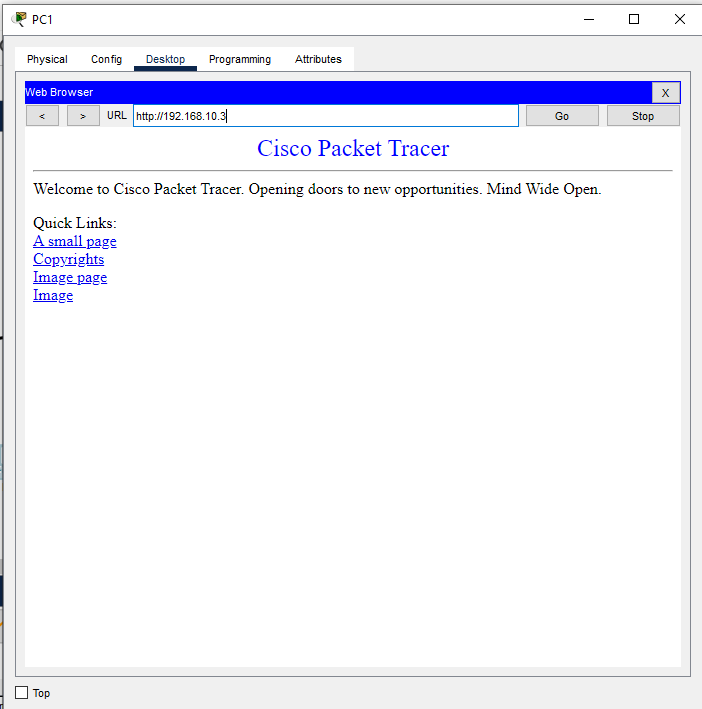 PC1
Physical Config Desktop Programming Attributes
Web Browser X
< > URL http://192.168.10.3 Go Stop
Cisco Packet Tracer
Welcome to Cisco Packet Tracer. Opening doors to new opportunities. Mind Wide Open.
Quick Links:
A small page
Copyrights
Image page
Image
Top